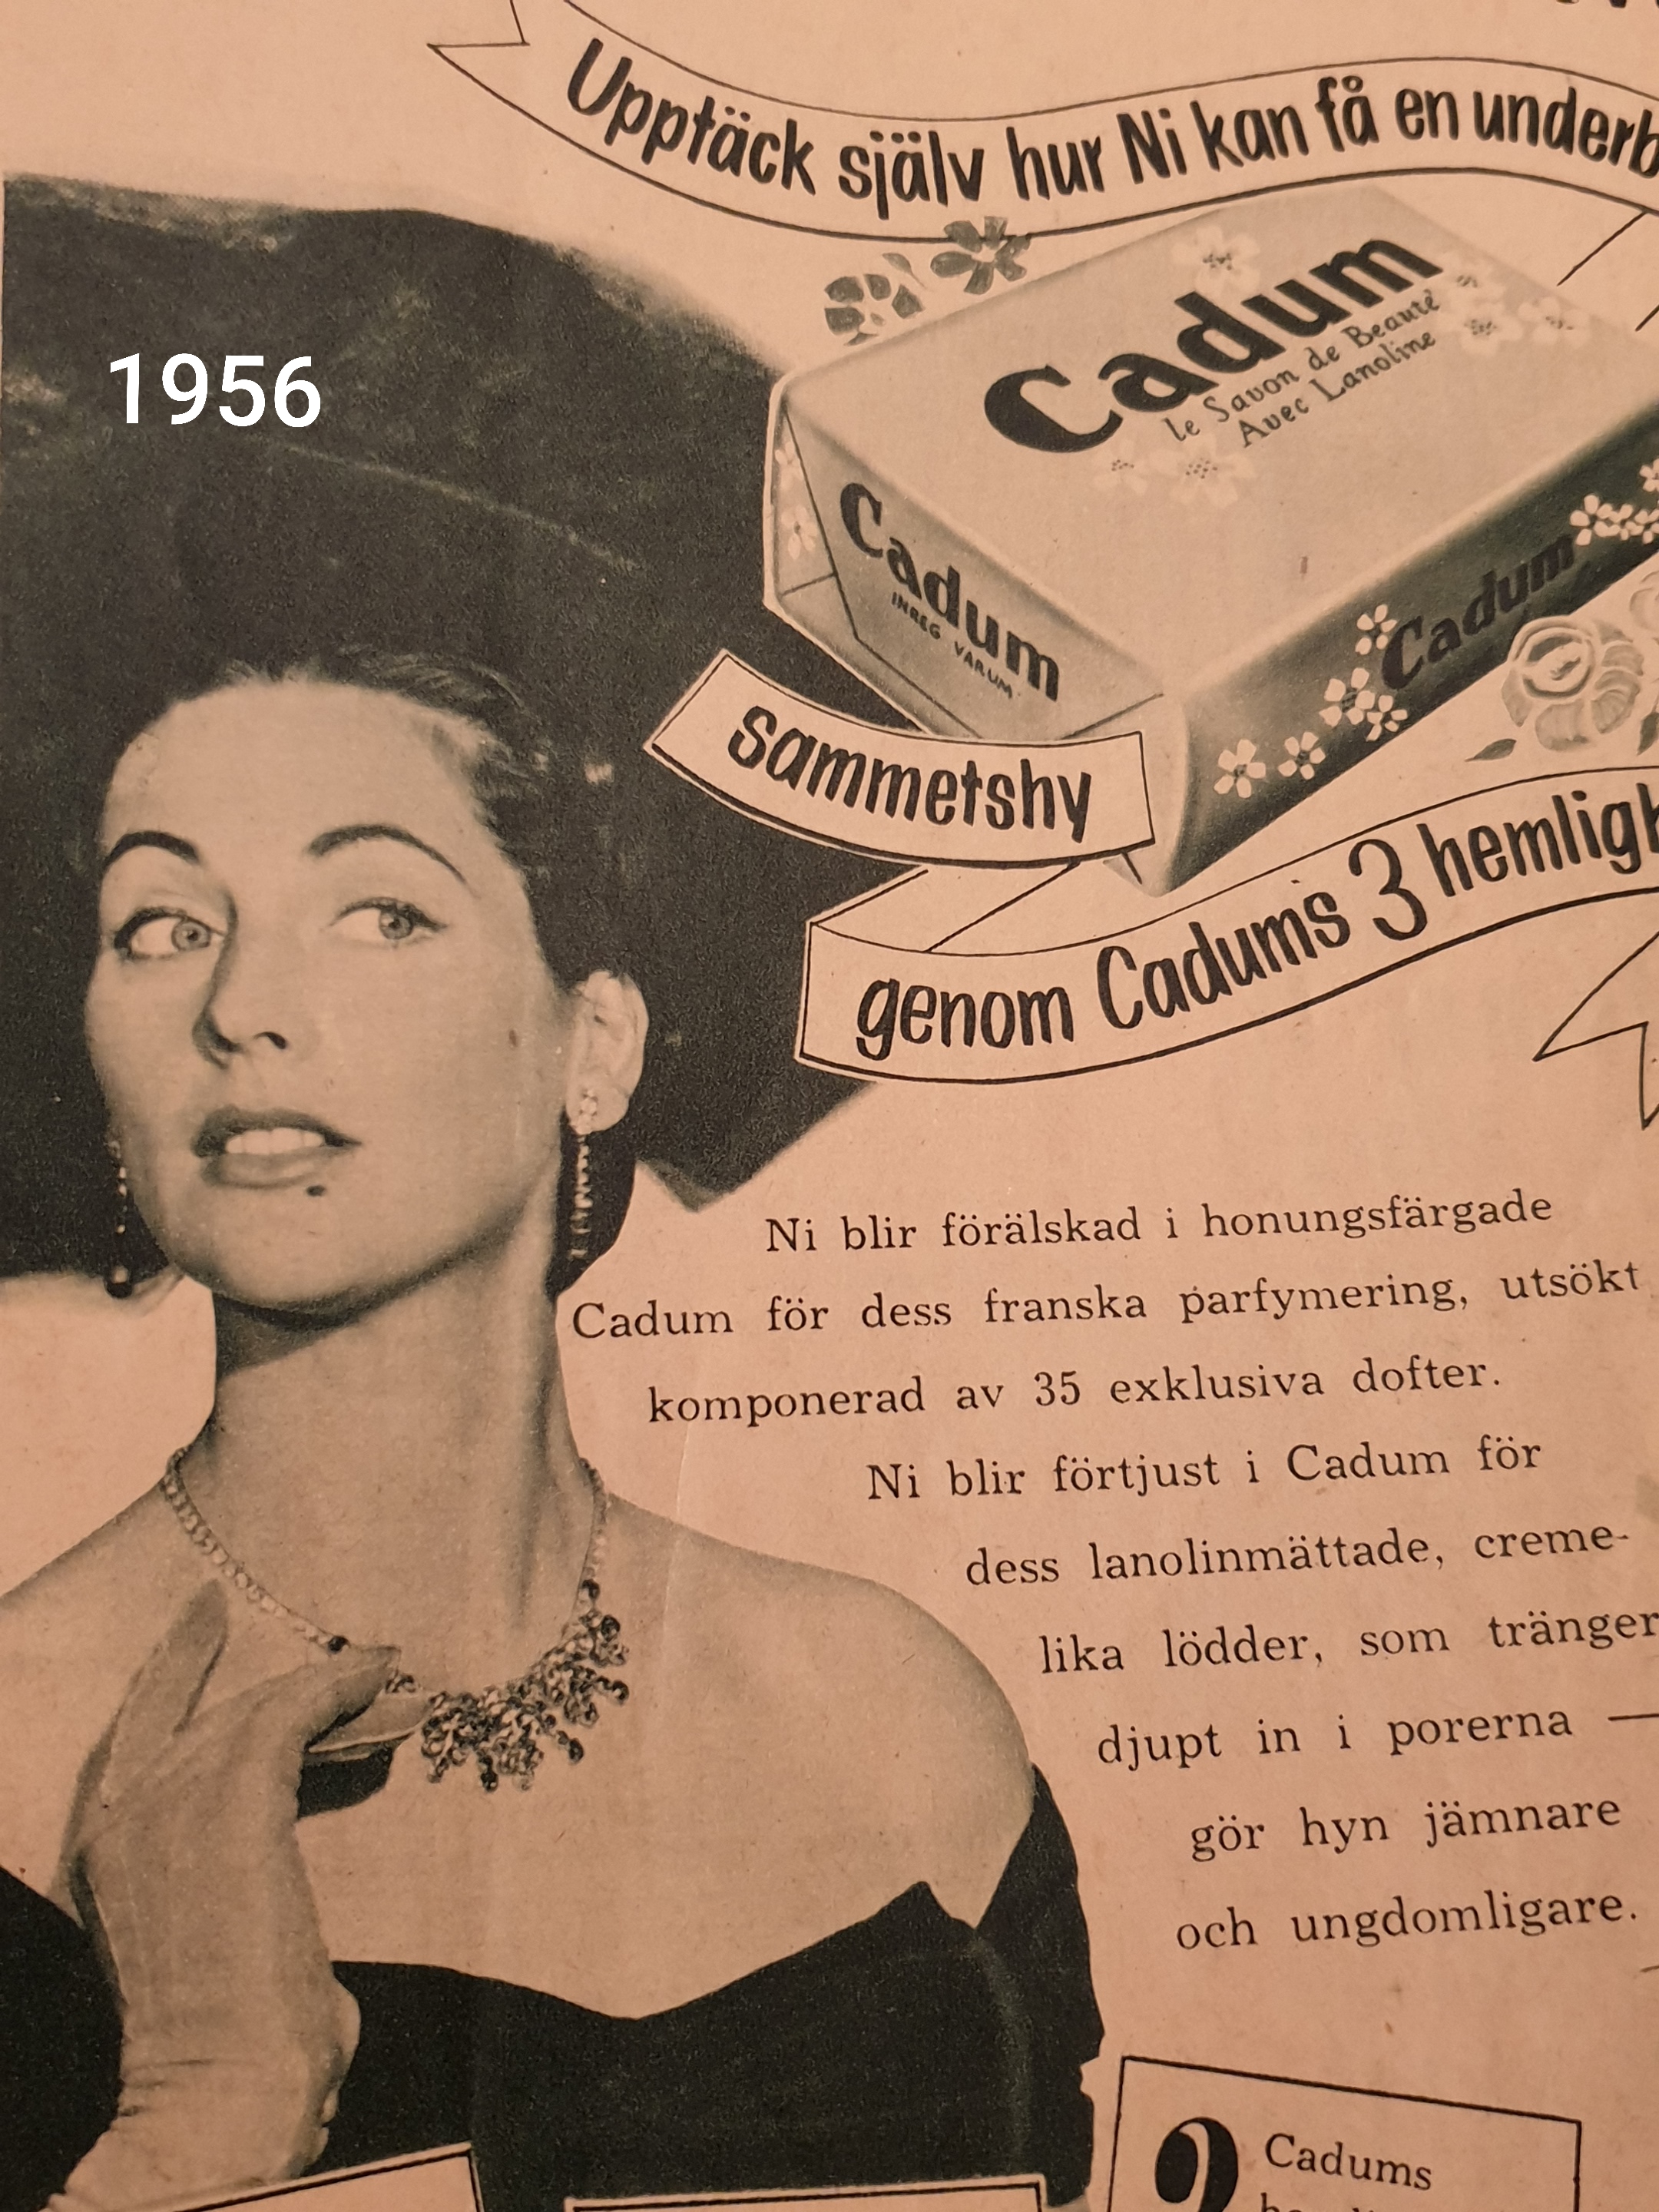 Upptäck själv hur Ni kan få en
1956
Cadum
le Savon de Beauté
Avec Lanoline
Cadum
INREG VARUM
Cadum
sammetshy
genom Cadums 3
Ni blir förälskad i honungsfärgade
Cadum för dess franska parfymering, utsökt
komponerad av 35 exklusiva dofter.
Ni blir förtjust i Cadum för
dess lanolinmättade, creme-
lika lödder, som tränger
djupt in i porerna —
gör hyn jämnare
och ungdomligare.
2 Cadums